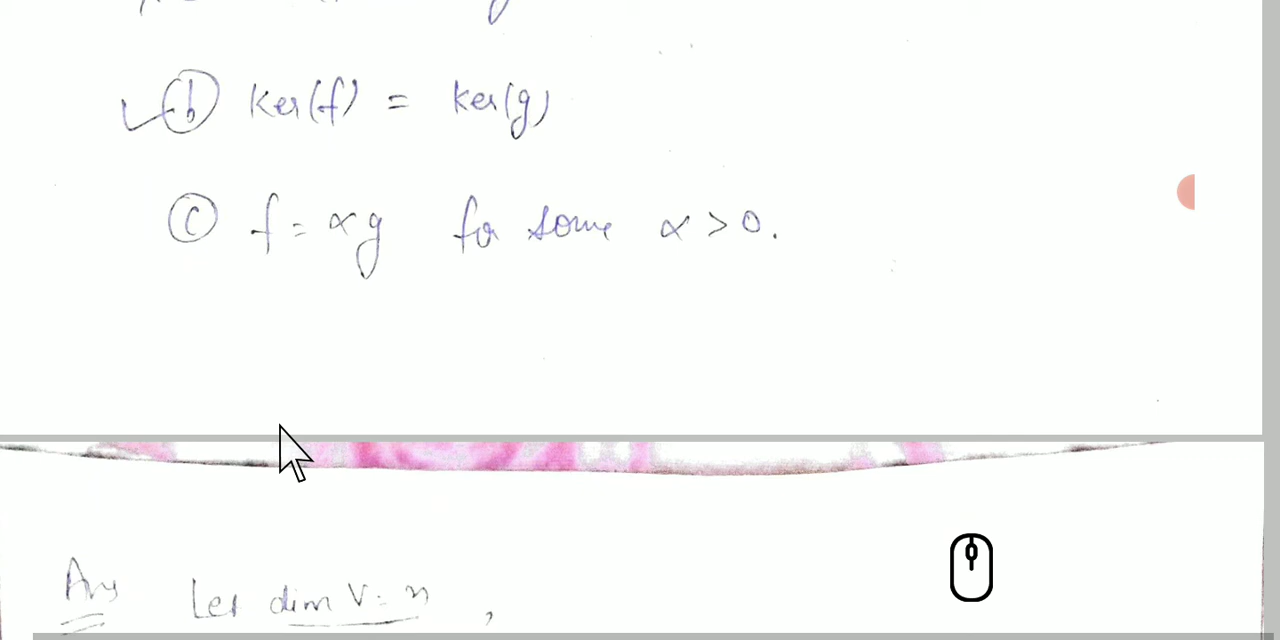 (b) Ker(f) = Ker(g)
(c) f = αg for some α > 0.
Ans Let dim V = n ,